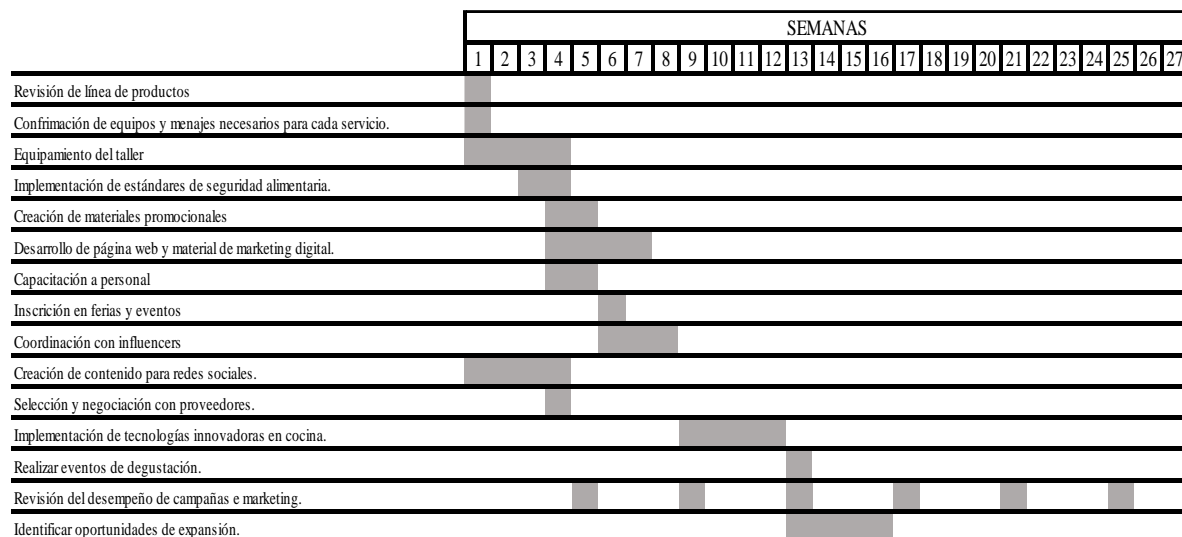 SEMANAS
1 2 3 4 5 6 7 8 9 10 11 12 13 14 15 16 17 18 19 20 21 22 23 24 25 26 27
Revisión de línea de productos
Confrimación de equipos y menajes necesarios para cada servicio.
Equipamiento del taller
Implementación de estándares de seguridad alimentaria.
Creación de materiales promocionales
Desarrollo de página web y material de marketing digital.
Capacitación a personal
Inscrición en ferias y eventos
Coordinación con influencers
Creación de contenido para redes sociales.
Selección y negociación con proveedores.
Implementación de tecnologías innovadoras en cocina.
Realizar eventos de degustación.
Revisión del desempeño de campañas e marketing.
Identificar oportunidades de expansión.